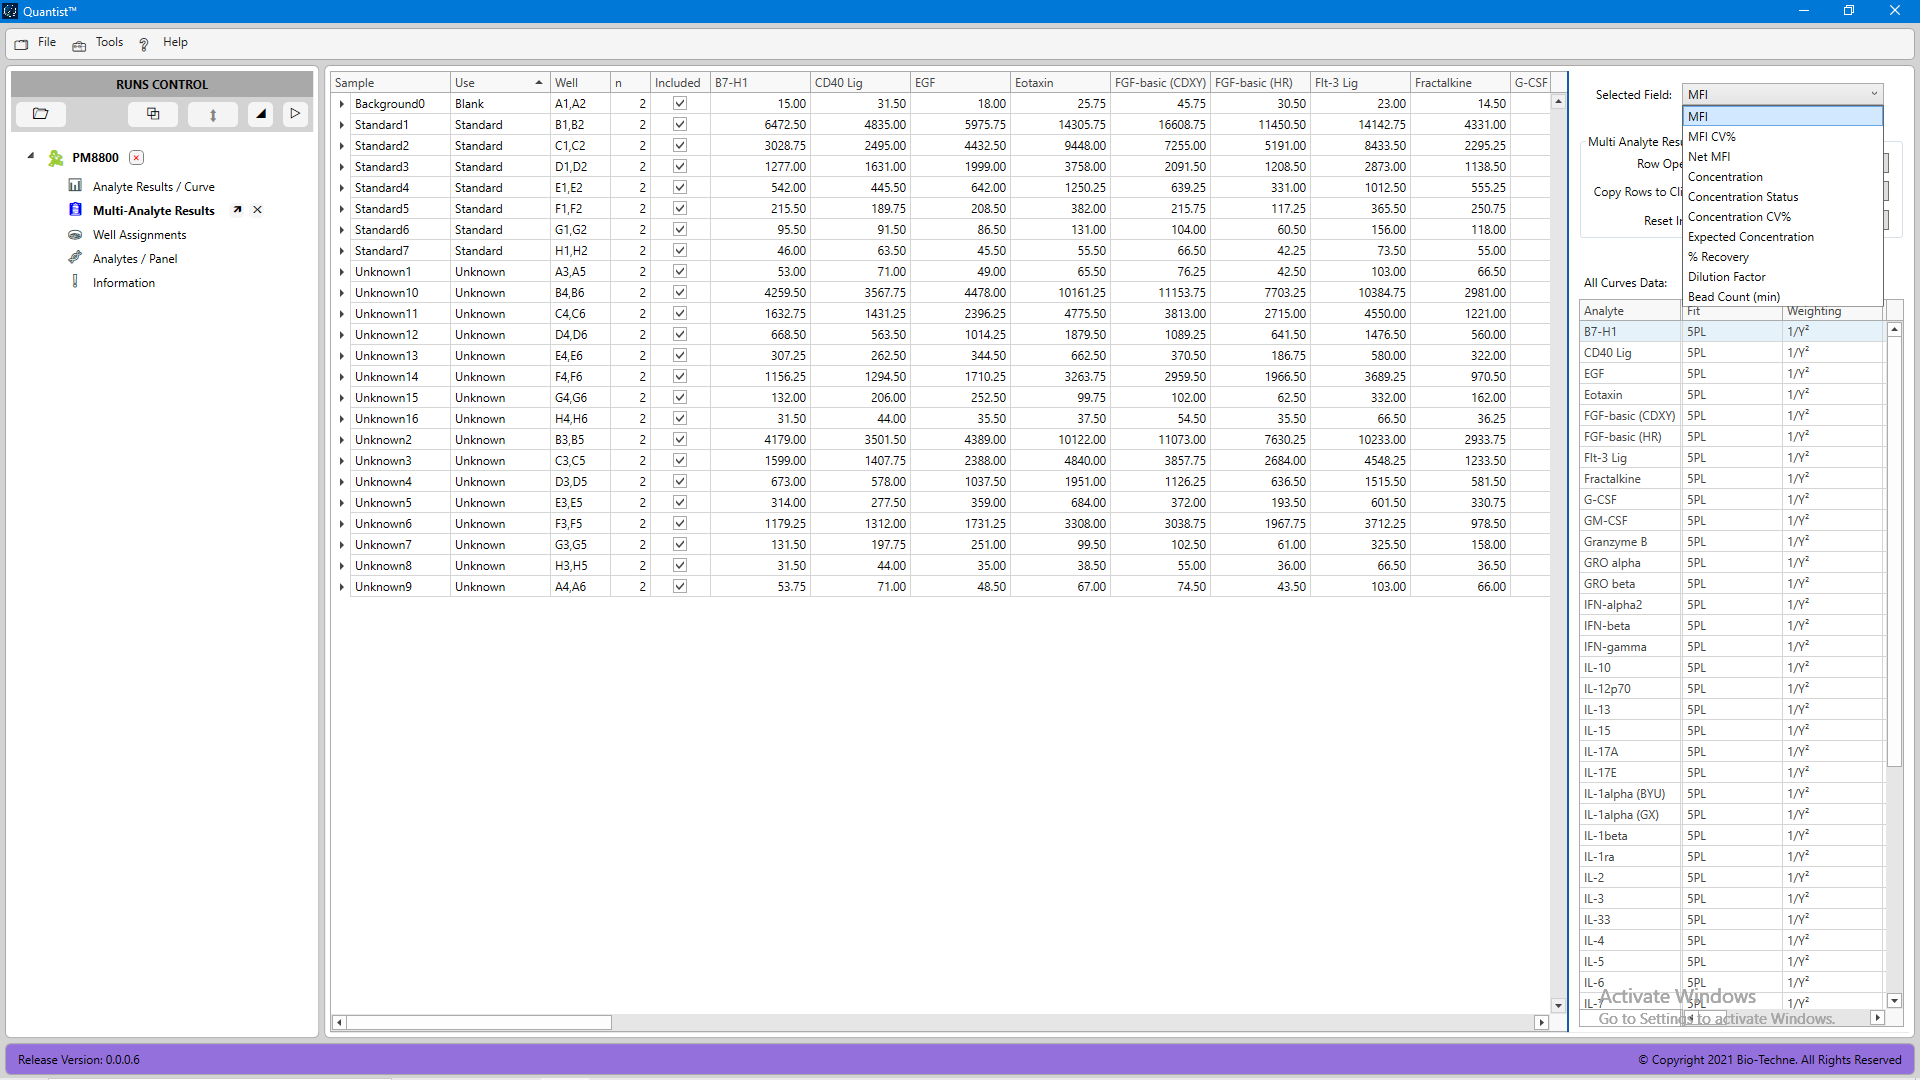 Quantist™
File Tools ? Help
RUNS CONTROL
PM8800
Analyte Results / Curve
Multi-Analyte Results
Well Assignments
Analytes / Panel
Information
Sample Use Well n Included B7-H1 CD40 Lig EGF Eotaxin FGF-basic (CDXY) FGF-basic (HR) Flt-3 Lig Fractalkine G-CSF
Background0 Blank A1,A2 2 15.00 31.50 18.00 25.75 45.75 30.50 23.00 14.50
Standard1 Standard B1,B2 2 6472.50 4835.00 5975.75 14305.75 16608.75 11450.50 14142.75 4331.00
Standard2 Standard C1,C2 2 3028.75 2495.00 4432.50 9448.00 7255.00 5191.00 8433.50 2295.25
Standard3 Standard D1,D2 2 1277.00 1631.00 1999.00 3758.00 2091.50 1208.50 2873.00 1138.50
Standard4 Standard E1,E2 2 542.00 445.50 642.00 1250.25 639.25 331.00 1012.50 555.25
Standard5 Standard F1,F2 2 215.50 189.75 208.50 382.00 215.75 117.25 365.50 250.75
Standard6 Standard G1,G2 2 95.50 91.50 86.50 131.00 104.00 60.50 156.00 118.00
Standard7 Standard H1,H2 2 46.00 63.50 45.50 55.50 66.50 42.25 73.50 55.00
Unknown1 Unknown A3,A5 2 53.00 71.00 49.00 65.50 76.25 42.50 103.00 66.50
Unknown10 Unknown B4,B6 2 4259.50 3567.75 4478.00 10161.25 11153.75 7703.25 10384.75 2981.00
Unknown11 Unknown C4,C6 2 1632.75 1431.25 2396.25 4775.50 3813.00 2715.00 4550.00 1221.00
Unknown12 Unknown D4,D6 2 668.50 563.50 1014.25 1879.50 1089.25 641.50 1476.50 560.00
Unknown13 Unknown E4,E6 2 307.25 262.50 344.50 662.50 370.50 186.75 580.00 322.00
Unknown14 Unknown F4,F6 2 1156.25 1294.50 1710.25 3263.75 2959.50 1966.50 3689.25 970.50
Unknown15 Unknown G4,G6 2 132.00 206.00 252.50 99.75 102.00 62.50 332.00 162.00
Unknown16 Unknown H4,H6 2 31.50 44.00 35.50 37.50 54.50 35.50 66.50 36.25
Unknown2 Unknown B3,B5 2 4179.00 3501.50 4389.00 10122.00 11073.00 7630.25 10233.00 2933.75
Unknown3 Unknown C3,C5 2 1599.00 1407.75 2388.00 4840.00 3857.75 2684.00 4548.25 1233.50
Unknown4 Unknown D3,D5 2 673.00 578.00 1037.50 1951.00 1126.25 636.50 1515.50 581.50
Unknown5 Unknown E3,E5 2 314.00 277.50 359.00 684.00 372.00 193.50 601.50 330.75
Unknown6 Unknown F3,F5 2 1179.25 1312.00 1731.25 3308.00 3038.75 1967.75 3712.25 978.50
Unknown7 Unknown G3,G5 2 131.50 197.75 251.00 99.50 102.50 61.00 325.50 158.00
Unknown8 Unknown H3,H5 2 31.50 44.00 35.00 38.50 55.00 36.00 66.50 36.50
Unknown9 Unknown A4,A6 2 53.75 71.00 48.50 67.00 74.50 43.50 103.00 66.00
Selected Field: MFI
MFI
MFI CV%
Net MFI
Concentration
Concentration Status
Concentration CV%
Expected Concentration
% Recovery
Dilution Factor
Bead Count (min)
Multi Analyte Resu
Row Ope
Copy Rows to Cli
Reset In
All Curves Data:
Analyte Fit Weighting
B7-H1 5PL 1/Y²
CD40 Lig 5PL 1/Y²
EGF 5PL 1/Y²
Eotaxin 5PL 1/Y²
FGF-basic (CDXY) 5PL 1/Y²
FGF-basic (HR) 5PL 1/Y²
Flt-3 Lig 5PL 1/Y²
Fractalkine 5PL 1/Y²
G-CSF 5PL 1/Y²
GM-CSF 5PL 1/Y²
Granzyme B 5PL 1/Y²
GRO alpha 5PL 1/Y²
GRO beta 5PL 1/Y²
IFN-alpha2 5PL 1/Y²
IFN-beta 5PL 1/Y²
IFN-gamma 5PL 1/Y²
IL-10 5PL 1/Y²
IL-12p70 5PL 1/Y²
IL-13 5PL 1/Y²
IL-15 5PL 1/Y²
IL-17A 5PL 1/Y²
IL-17E 5PL 1/Y²
IL-1alpha (BYU) 5PL 1/Y²
IL-1alpha (GX) 5PL 1/Y²
IL-1beta 5PL 1/Y²
IL-1ra 5PL 1/Y²
IL-2 5PL 1/Y²
IL-3 5PL 1/Y²
IL-33 5PL 1/Y²
IL-4 5PL 1/Y²
IL-5 5PL 1/Y²
IL-6 5PL 1/Y²
IL-7 5PL 1/Y²
Activate Windows
Go to Settings to activate Windows.
Release Version: 0.0.0.6
© Copyright 2021 Bio-Techne. All Rights Reserved